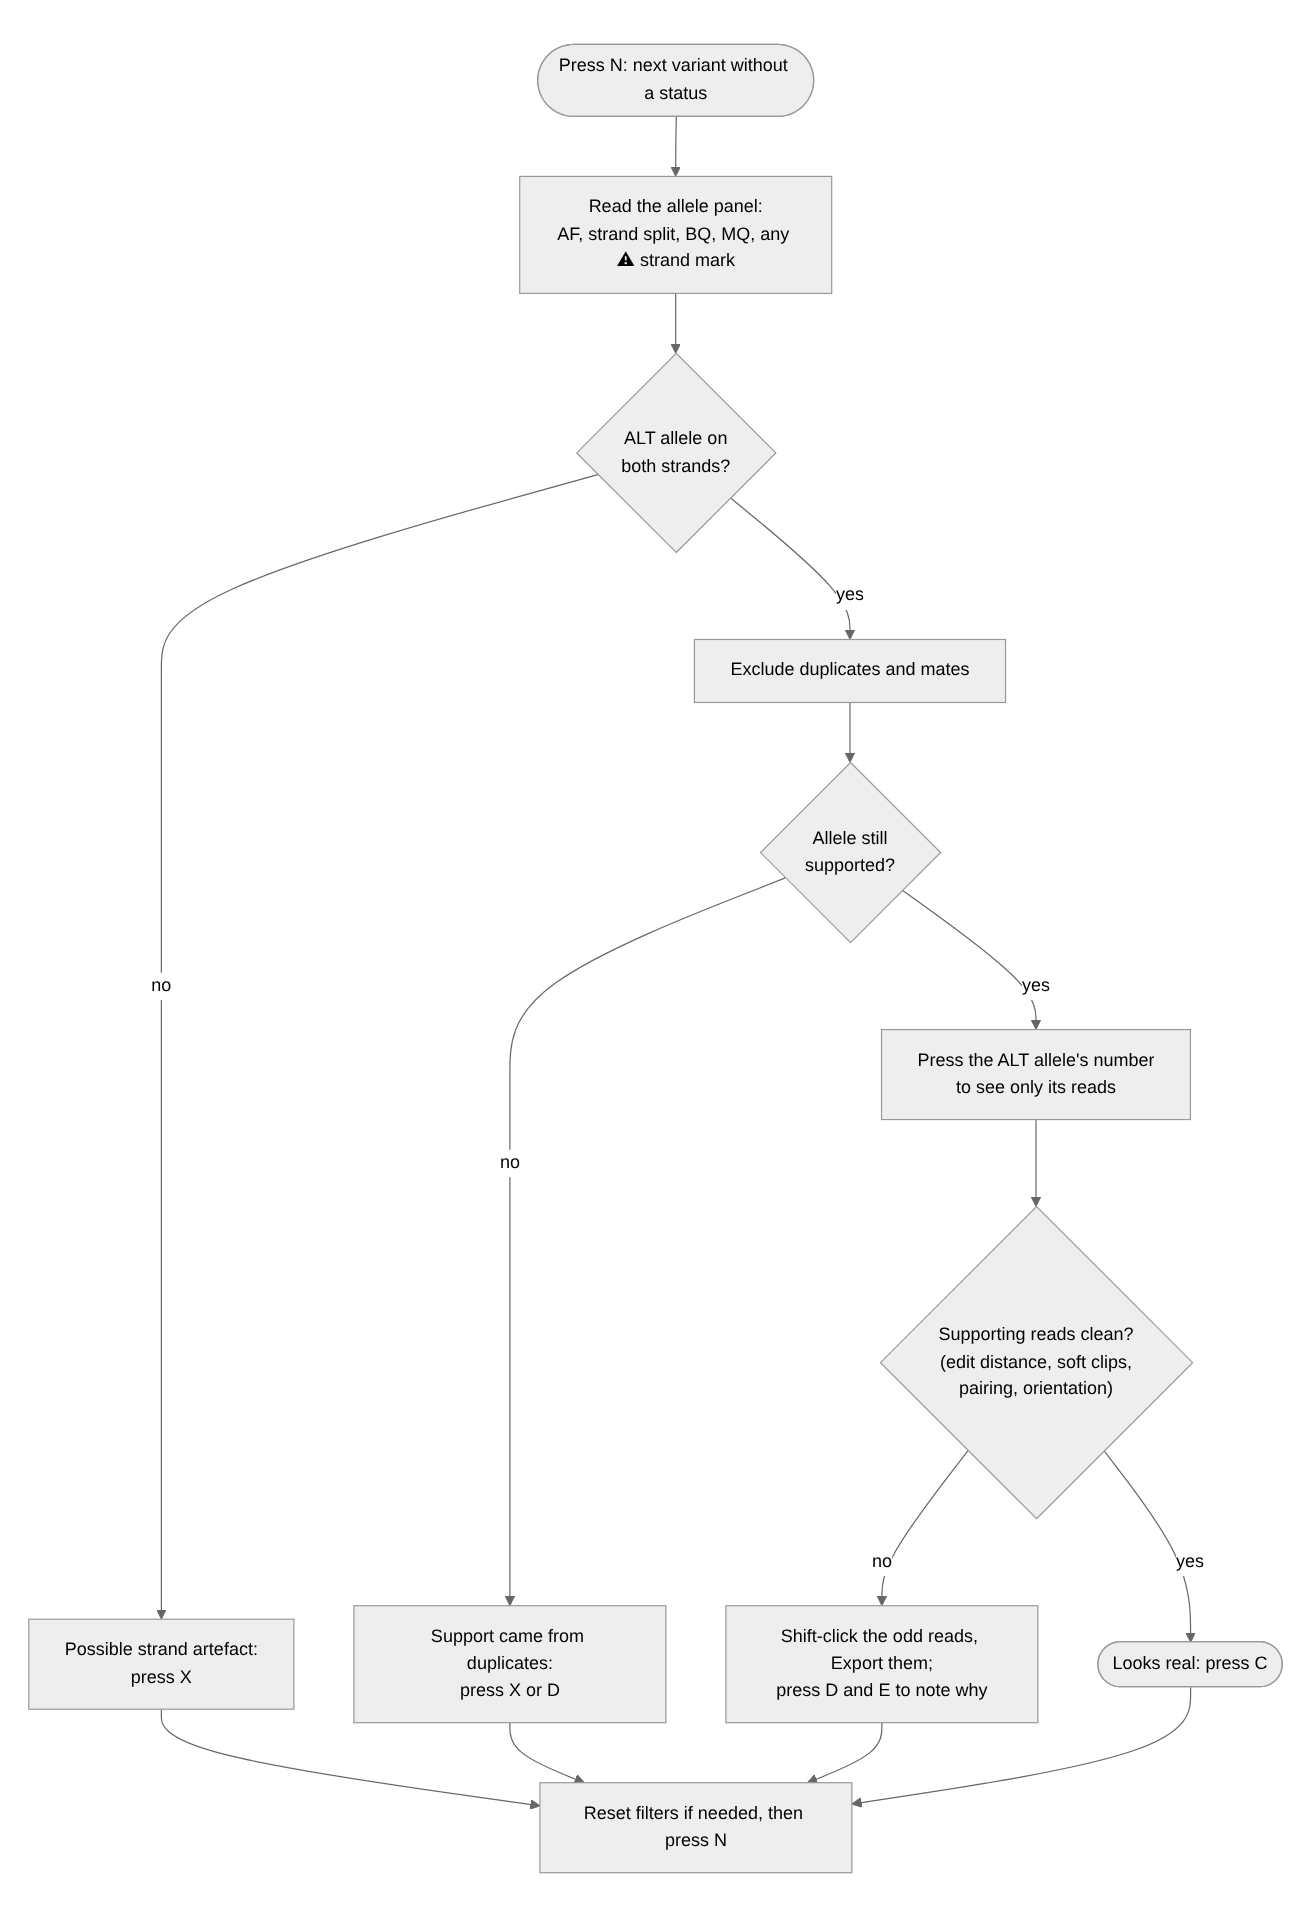 Press N: next variant without
a status
Read the allele panel:
AF, strand split, BQ, MQ, any
⚠ strand mark
ALT allele on
both strands?
yes
Exclude duplicates and mates
Allele still
supported?
no
yes
Press the ALT allele's number
to see only its reads
no
Supporting reads clean?
(edit distance, soft clips,
pairing, orientation)
no
yes
Possible strand artefact:
press X
Support came from
duplicates:
press X or D
Shift-click the odd reads,
Export them;
press D and E to note why
Looks real: press C
Reset filters if needed, then
press N